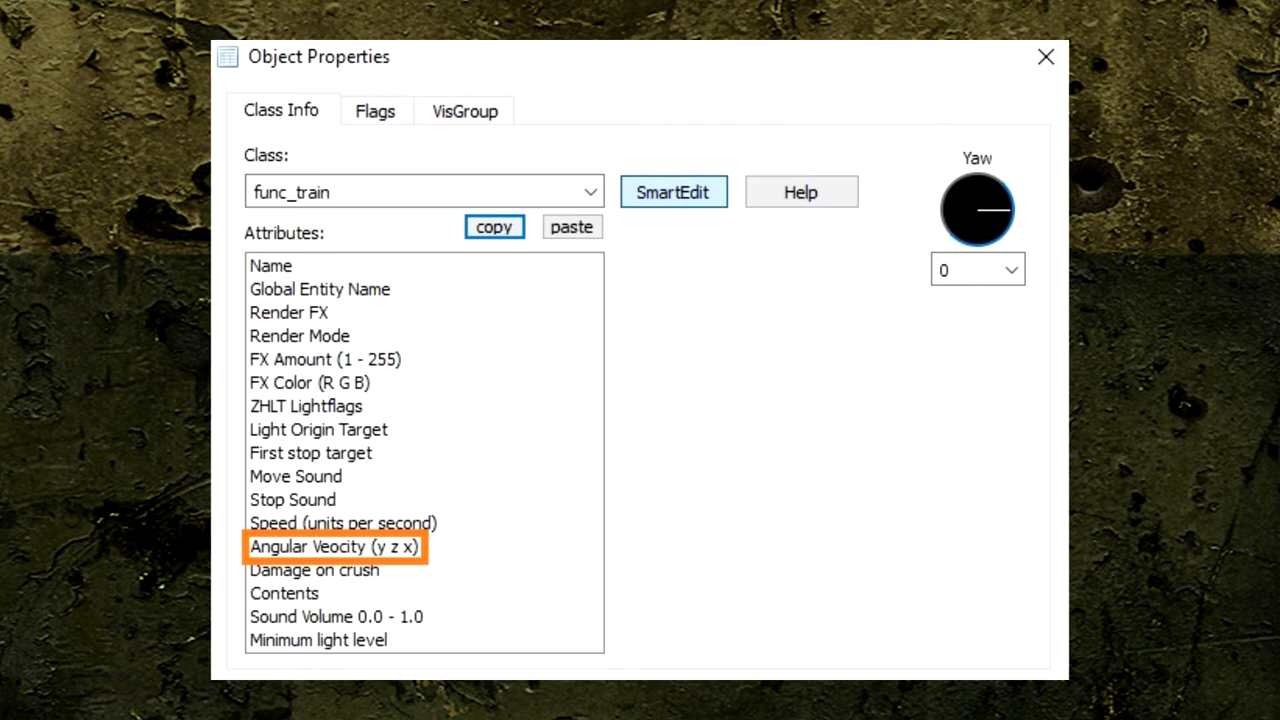 Object Properties
Class Info Flags VisGroup
Class:
Yaw
func_train SmartEdit Help
Attributes: copy paste
0
Name
Global Entity Name
Render FX
Render Mode
FX Amount (1 - 255)
FX Color (R G B)
ZHLT Lightflags
Light Origin Target
First stop target
Move Sound
Stop Sound
Speed (units per second)
Angular Veocity (y z x)
Damage on crush
Contents
Sound Volume 0.0 - 1.0
Minimum light level